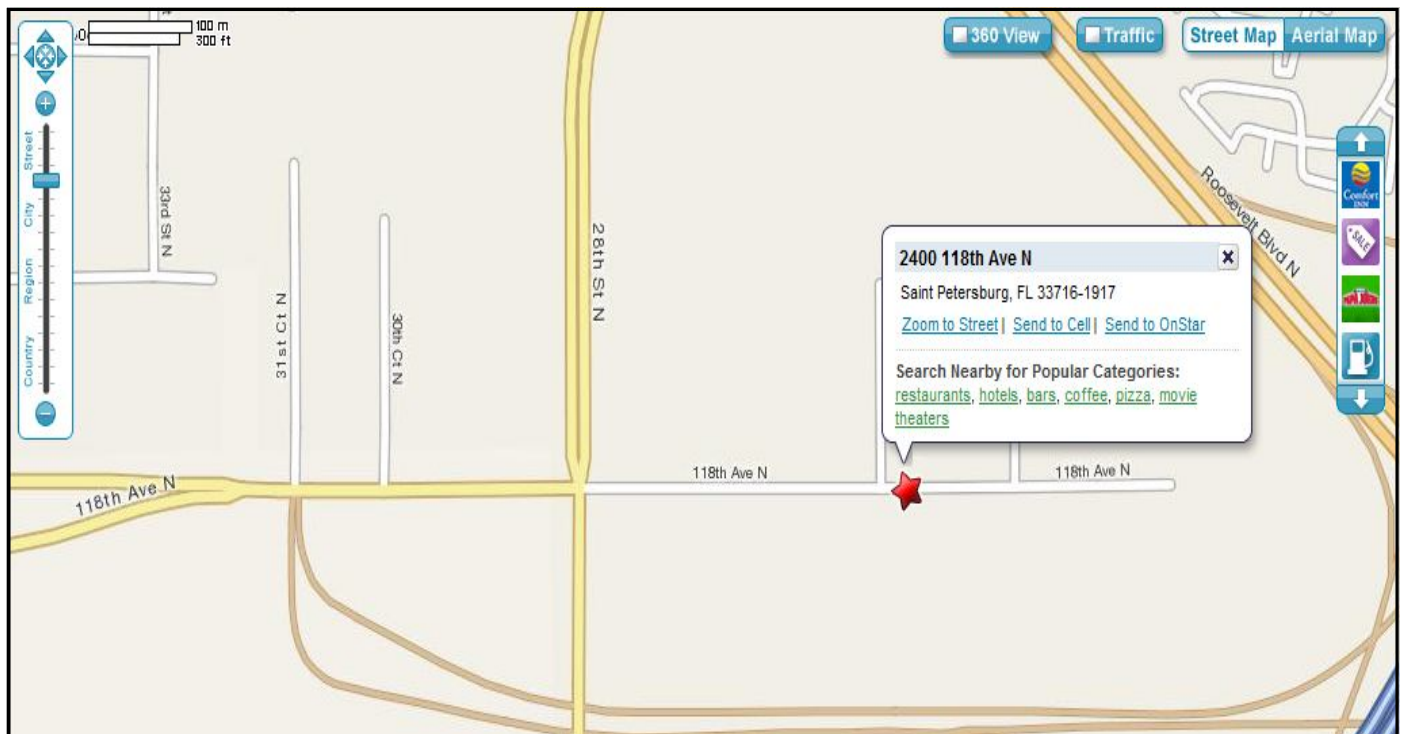 100 m
300 ft
360 View
Traffic
Street Map
Aerial Map
Street
City
Region
Country
33rd St N
31st Ct N
30th Ct N
28th St N
Roosevelt Blvd N
Comfort
INN
SALE
2400 118th Ave N
Saint Petersburg, FL 33716-1917
Zoom to Street | Send to Cell | Send to OnStar
Search Nearby for Popular Categories:
restaurants, hotels, bars, coffee, pizza, movie
theaters
118th Ave N
118th Ave N
118th Ave N